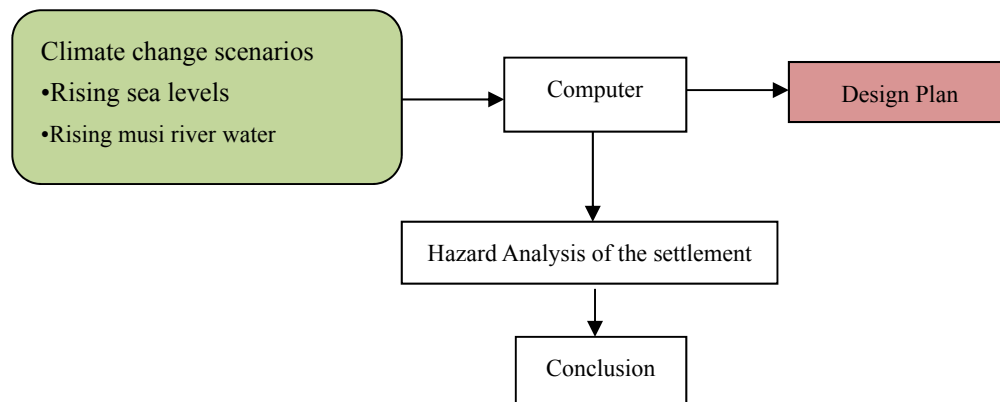 Climate change scenarios
•Rising sea levels
•Rising musi river water
Computer
Design Plan
Hazard Analysis of the settlement
Conclusion